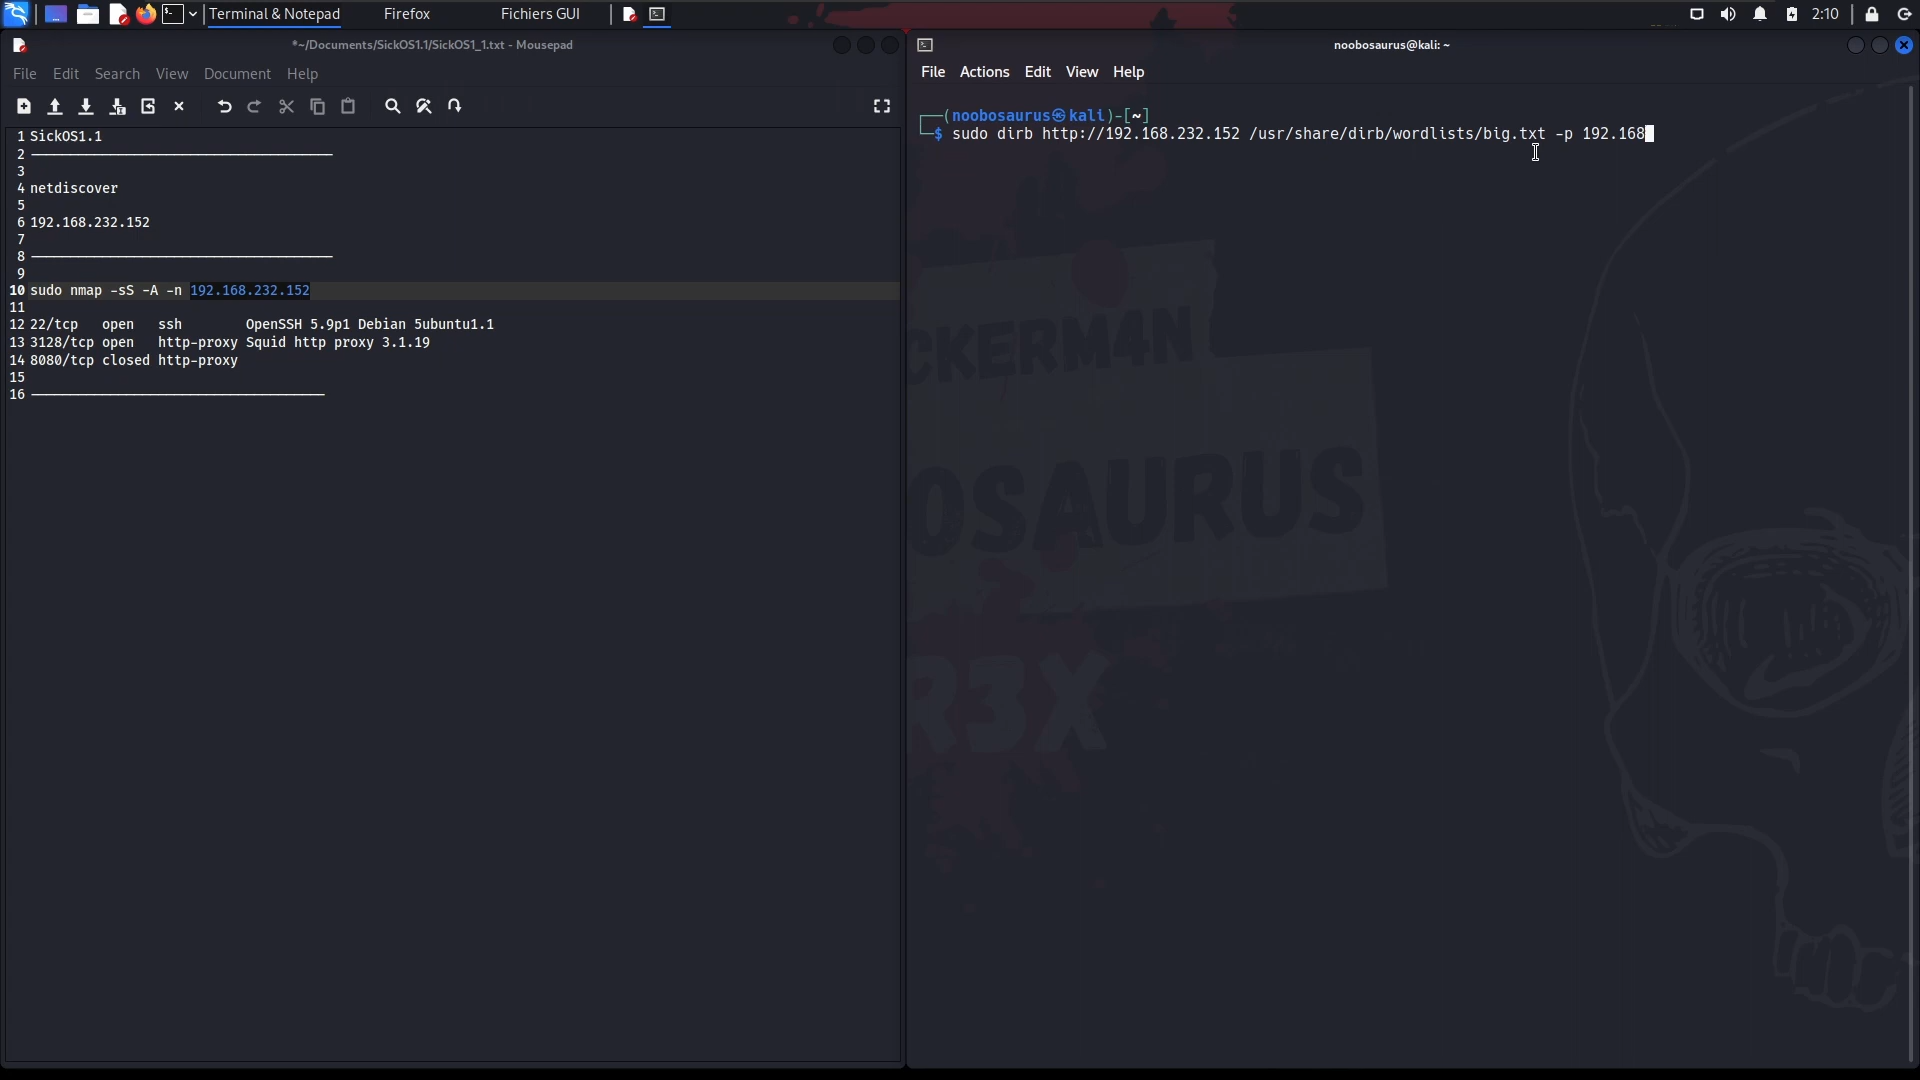 Terminal & Notepad
Firefox
Fichiers GUI
2:10
*~/Documents/SickOS1.1/SickOS1_1.txt - Mousepad
File Edit Search View Document Help
1 SickOS1.1
2 ——————————————————
3
4 netdiscover
5
6 192.168.232.152
7
8 ——————————————————
9
10 sudo nmap -sS -A -n 192.168.232.152
11
12 22/tcp   open   ssh        OpenSSH 5.9p1 Debian 5ubuntu1.1
13 3128/tcp open   http-proxy Squid http proxy 3.1.19
14 8080/tcp closed http-proxy
15
16 ——————————————————
noobosaurus@kali: ~
File Actions Edit View Help
┌──(noobosaurus㉿kali)-[~]
└─$ sudo dirb http://192.168.232.152 /usr/share/dirb/wordlists/big.txt -p 192.168
CKERM4N
OSAURUS
R3X